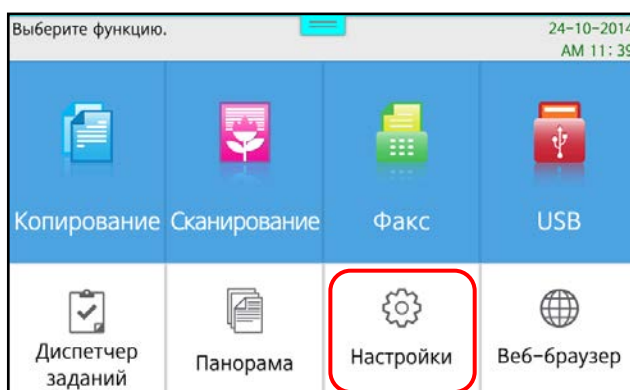 Выберите функцию.
24-10-2014
AM 11:39
Копирование
Сканирование
Факс
USB
Диспетчер
заданий
Панорама
Настройки
Веб-браузер